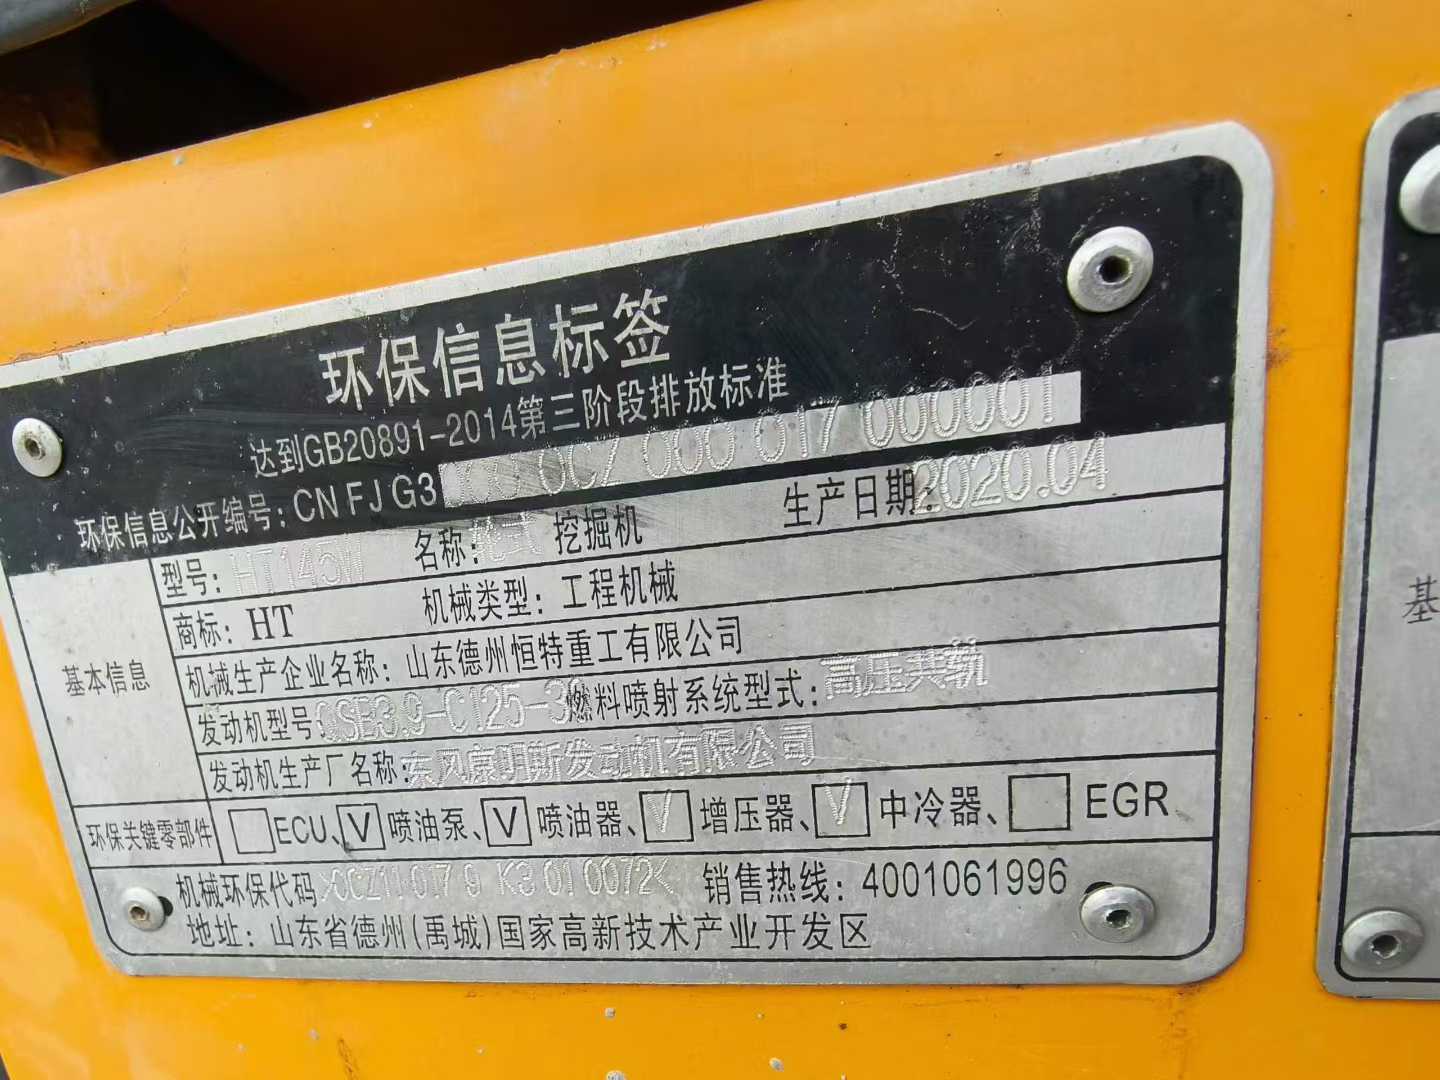 环保信息标签
达到GB20891-2014第三阶段排放标准
环保信息公开编号: CN FJ G3 00 0CZ 000 017 000001
型号: HT145W 名称: 轮式 挖掘机 生产日期: 2020.04
商标: HT 机械类型: 工程机械
基本信息
机械生产企业名称: 山东德州恒特重工有限公司
发动机型号 QSB3.9-C125-30 燃料喷射系统型式: 高压共轨
发动机生产厂名称: 东风康明斯发动机有限公司
环保关键零部件 ECU、V 喷油泵、V 喷油器、V 增压器、V 中冷器、 EGR
机械环保代码 销售热线: 4001061996
地址: 山东省德州(禹城)国家高新技术产业开发区
基